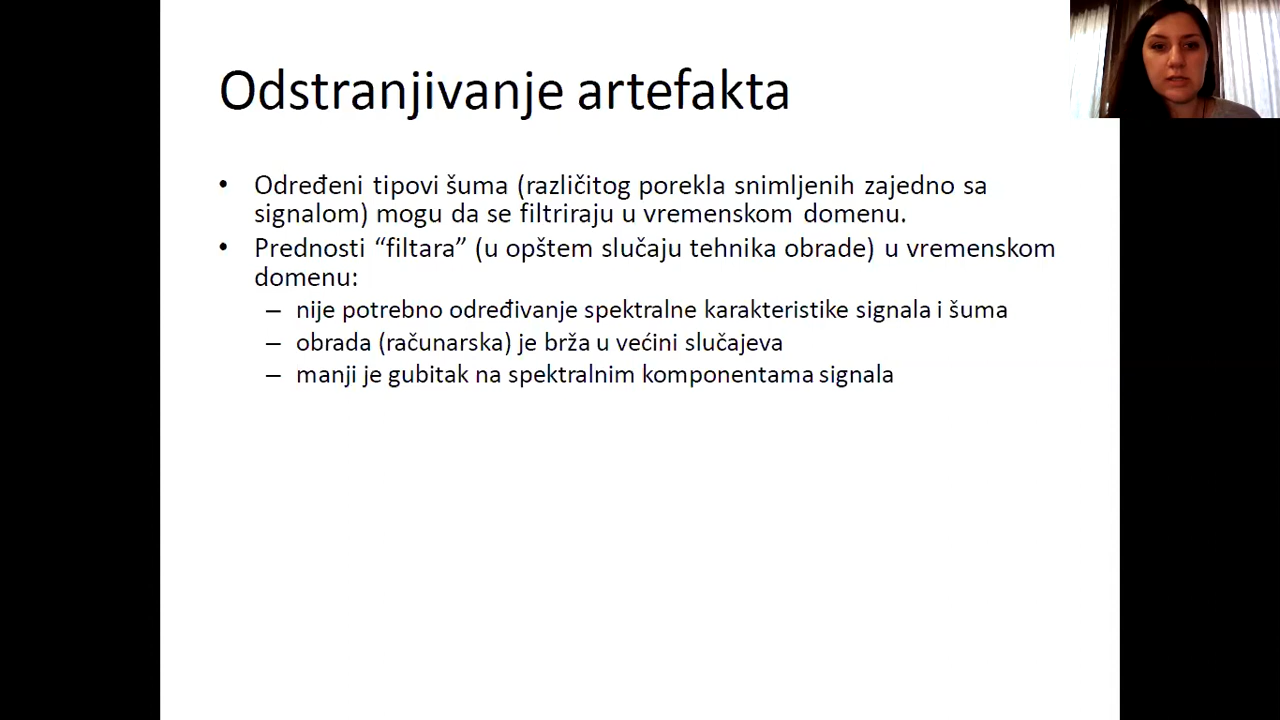 Odstranjivanje artefakta
• Određeni tipovi šuma (različitog porekla snimljenih zajedno sa
signalom) mogu da se filtriraju u vremenskom domenu.
• Prednosti “filtara” (u opštem slučaju tehnika obrade) u vremenskom
domenu:
– nije potrebno određivanje spektralne karakteristike signala i šuma
– obrada (računarska) je brža u većini slučajeva
– manji je gubitak na spektralnim komponentama signala